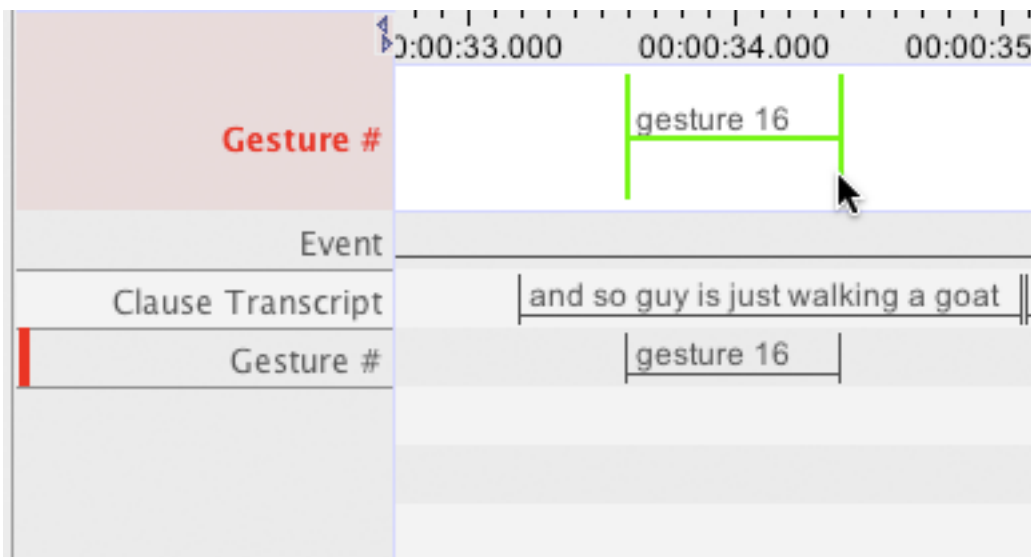 0:00:33.000 00:00:34.000 00:00:35
Gesture # gesture 16
Event
Clause Transcript and so guy is just walking a goat
Gesture # gesture 16